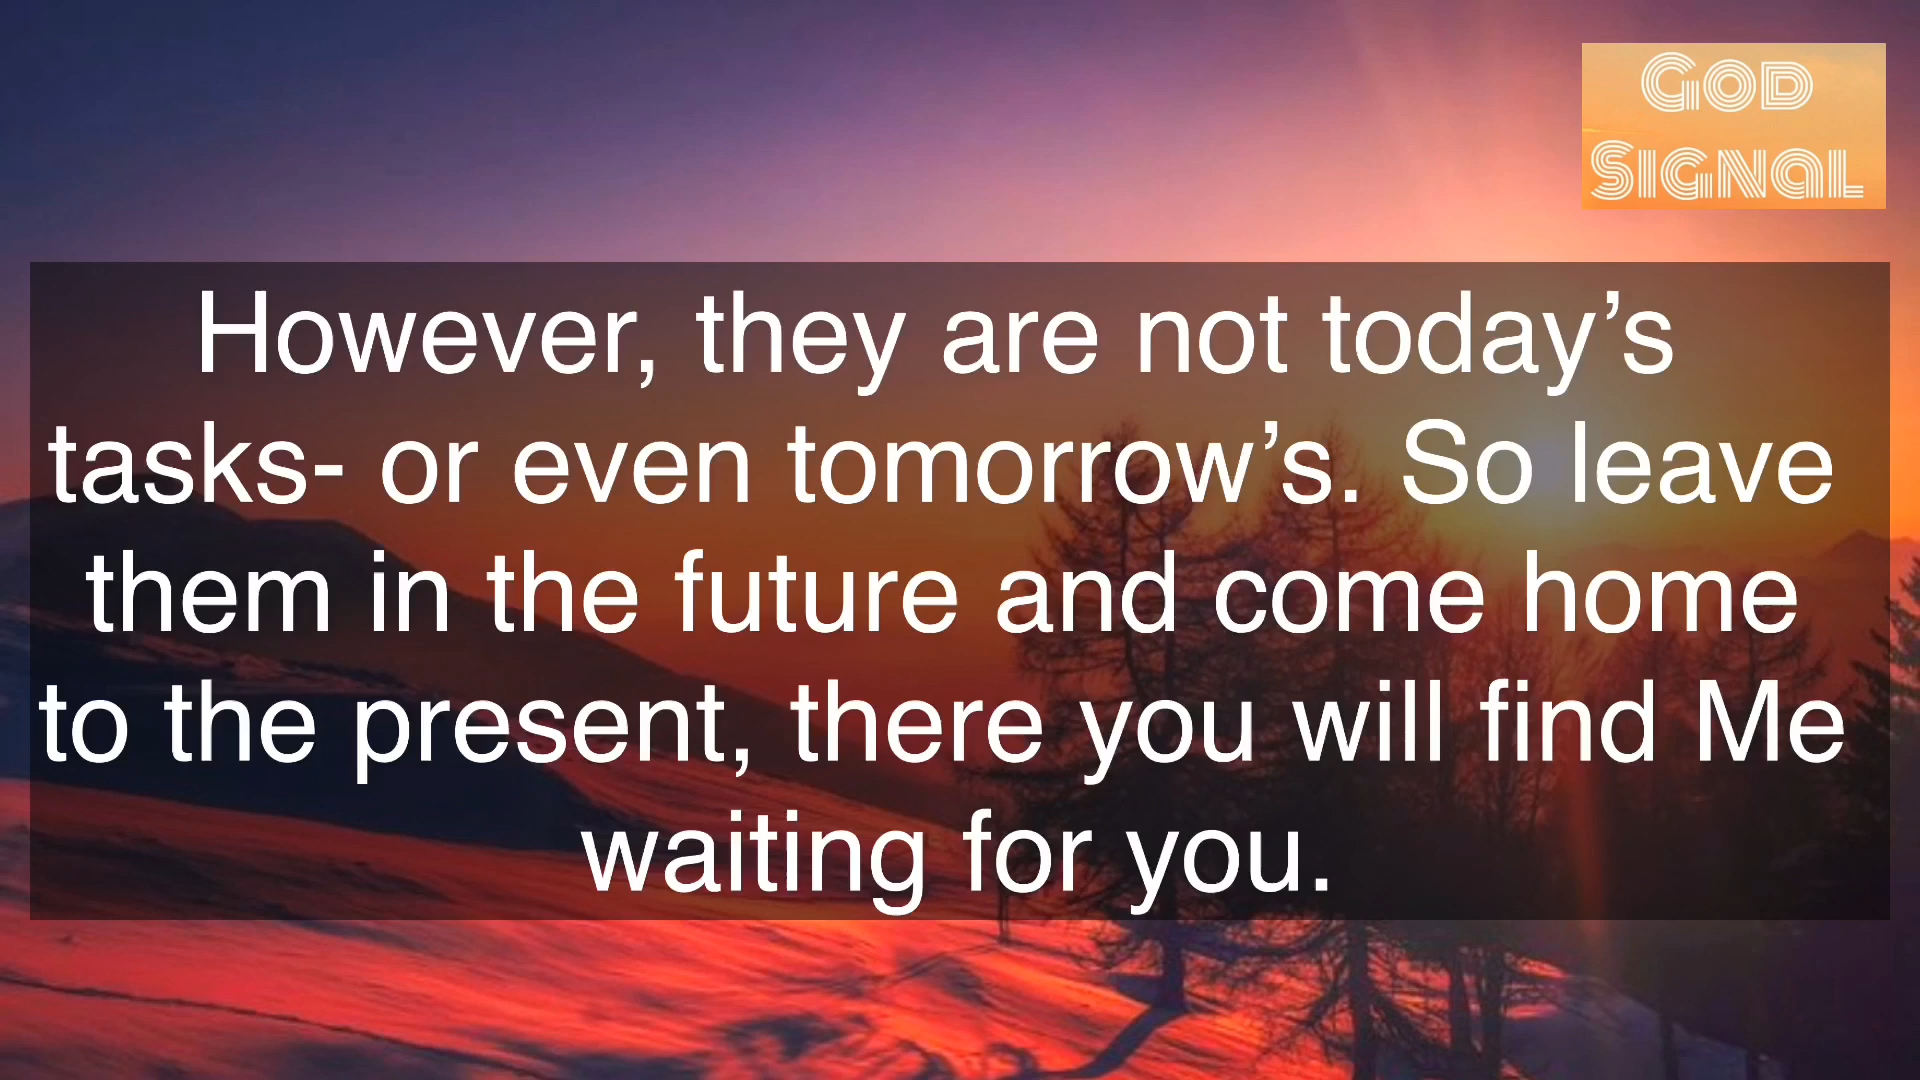 God
Signal
However, they are not today’s
tasks- or even tomorrow’s. So leave
them in the future and come home
to the present, there you will find Me
waiting for you.